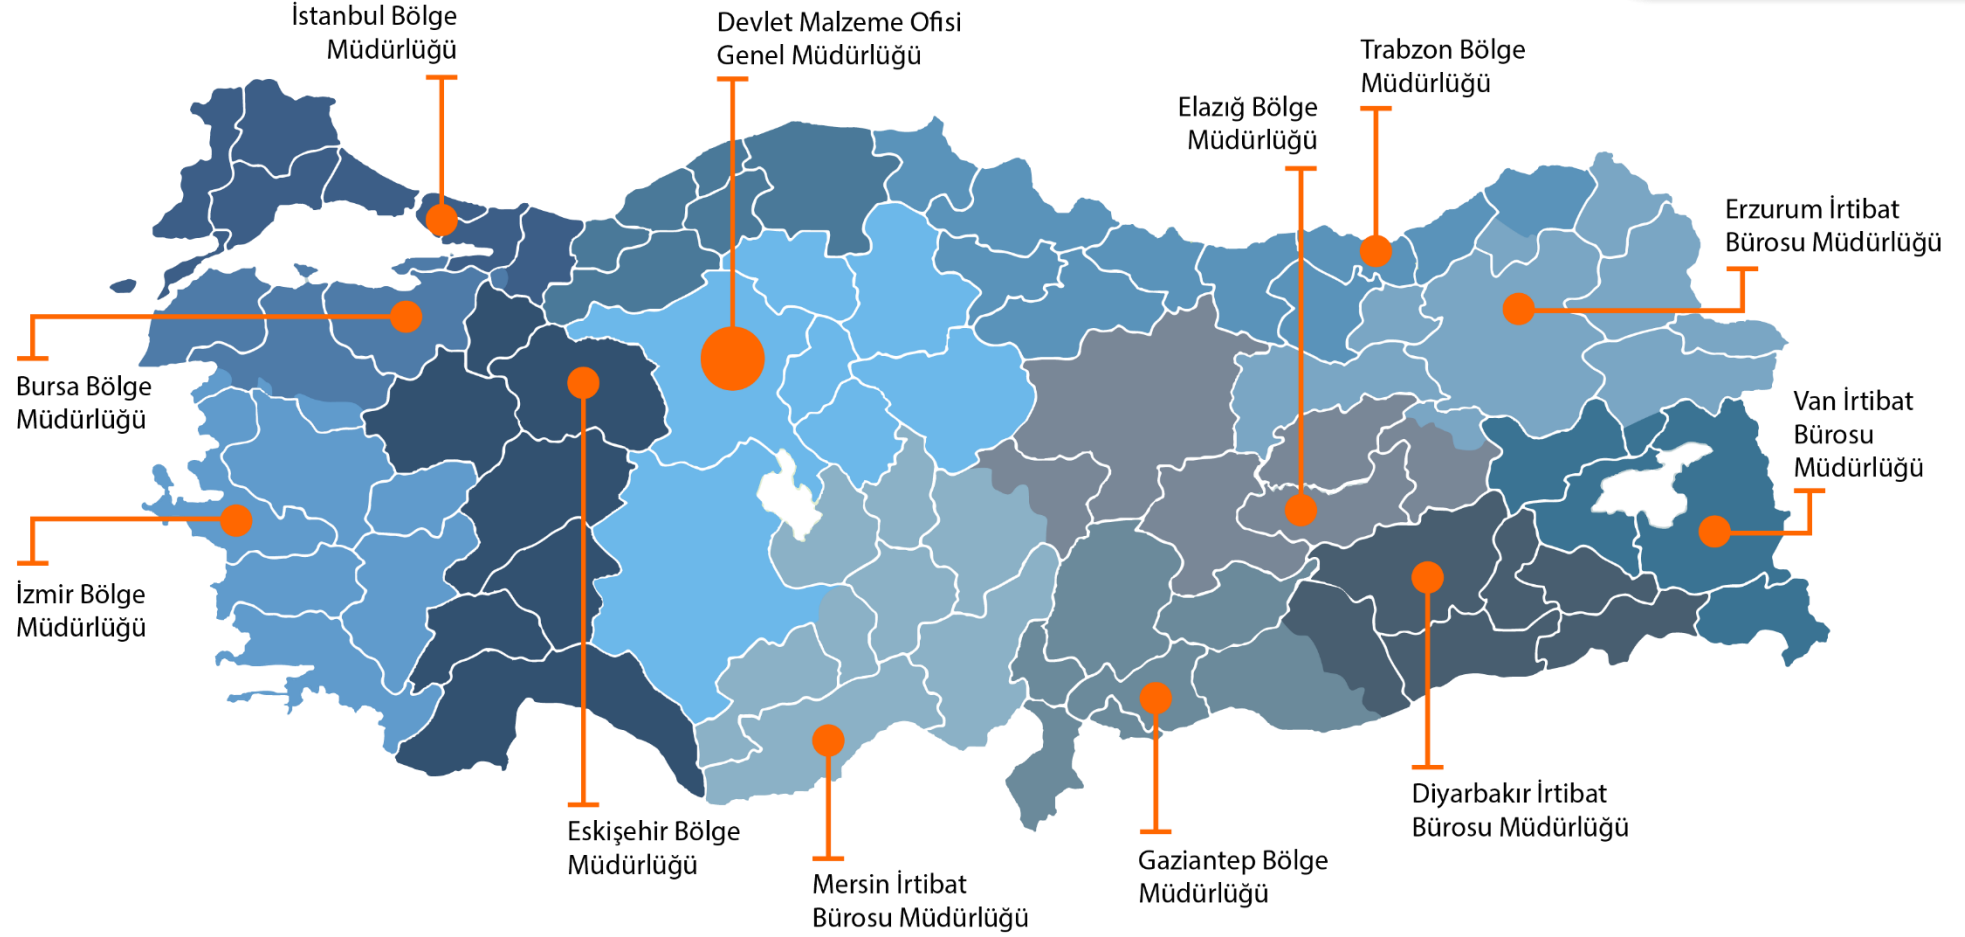 İstanbul Bölge
Müdürlüğü
Devlet Malzeme Ofisi
Genel Müdürlüğü
Trabzon Bölge
Müdürlüğü
Elazığ Bölge
Müdürlüğü
Erzurum İrtibat
Bürosu Müdürlüğü
Bursa Bölge
Müdürlüğü
Van İrtibat
Bürosu
Müdürlüğü
İzmir Bölge
Müdürlüğü
Eskişehir Bölge
Müdürlüğü
Mersin İrtibat
Bürosu Müdürlüğü
Gaziantep Bölge
Müdürlüğü
Diyarbakır İrtibat
Bürosu Müdürlüğü